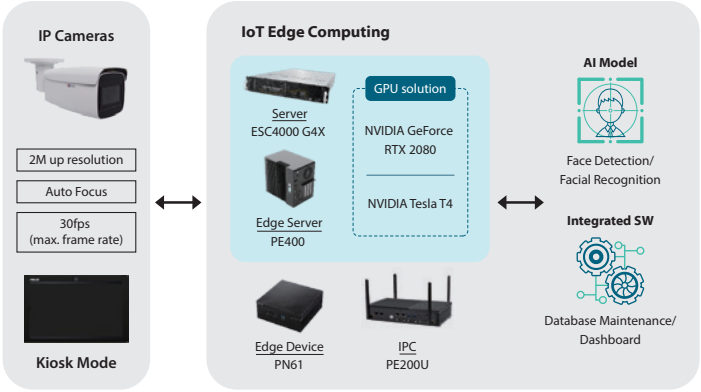 IP Cameras
2M up resolution
Auto Focus
30fps
(max. frame rate)
Kiosk Mode
IoT Edge Computing
Server
ESC4000 G4X
Edge Server
PE400
GPU solution
NVIDIA GeForce
RTX 2080
NVIDIA Tesla T4
Edge Device
PN61
IPC
PE200U
AI Model
Face Detection/
Facial Recognition
Integrated SW
Database Maintenance/
Dashboard